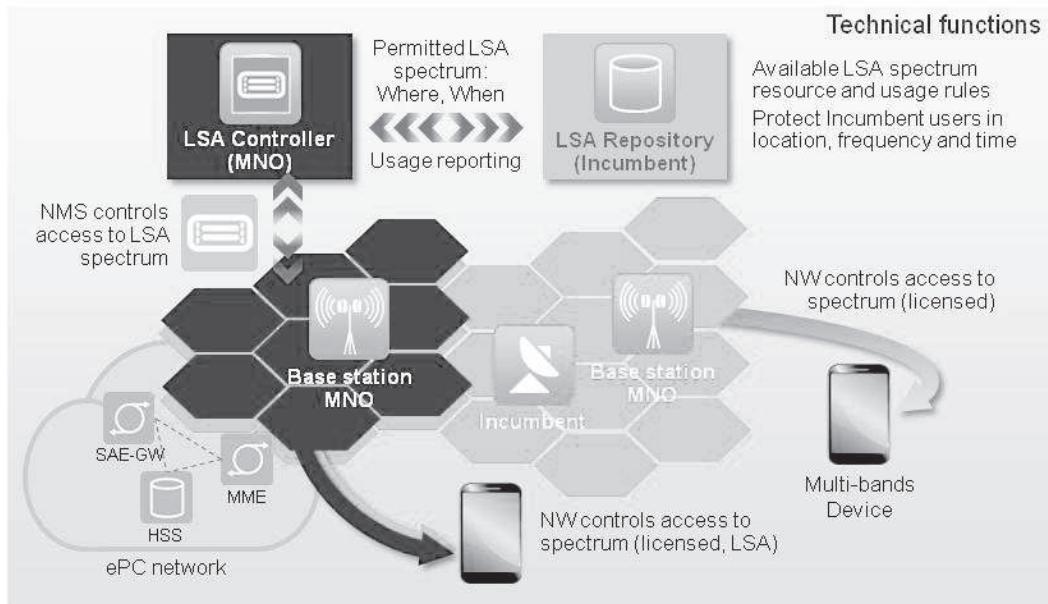 Technical functions
LSA Controller
(MNO)
Permitted LSA
spectrum:
Where, When
Usage reporting
LSA Repository
(Incumbent)
Available LSA spectrum
resource and usage rules
Protect Incumbent users in
location, frequency and time
NMS controls
access to LSA
spectrum
Base station
MNO
Incumbent
Base station
MNO
NW controls access to
spectrum (licensed)
Multi-bands
Device
NW controls access to
spectrum (licensed, LSA)
SAE-GW
MME
HSS
ePC network